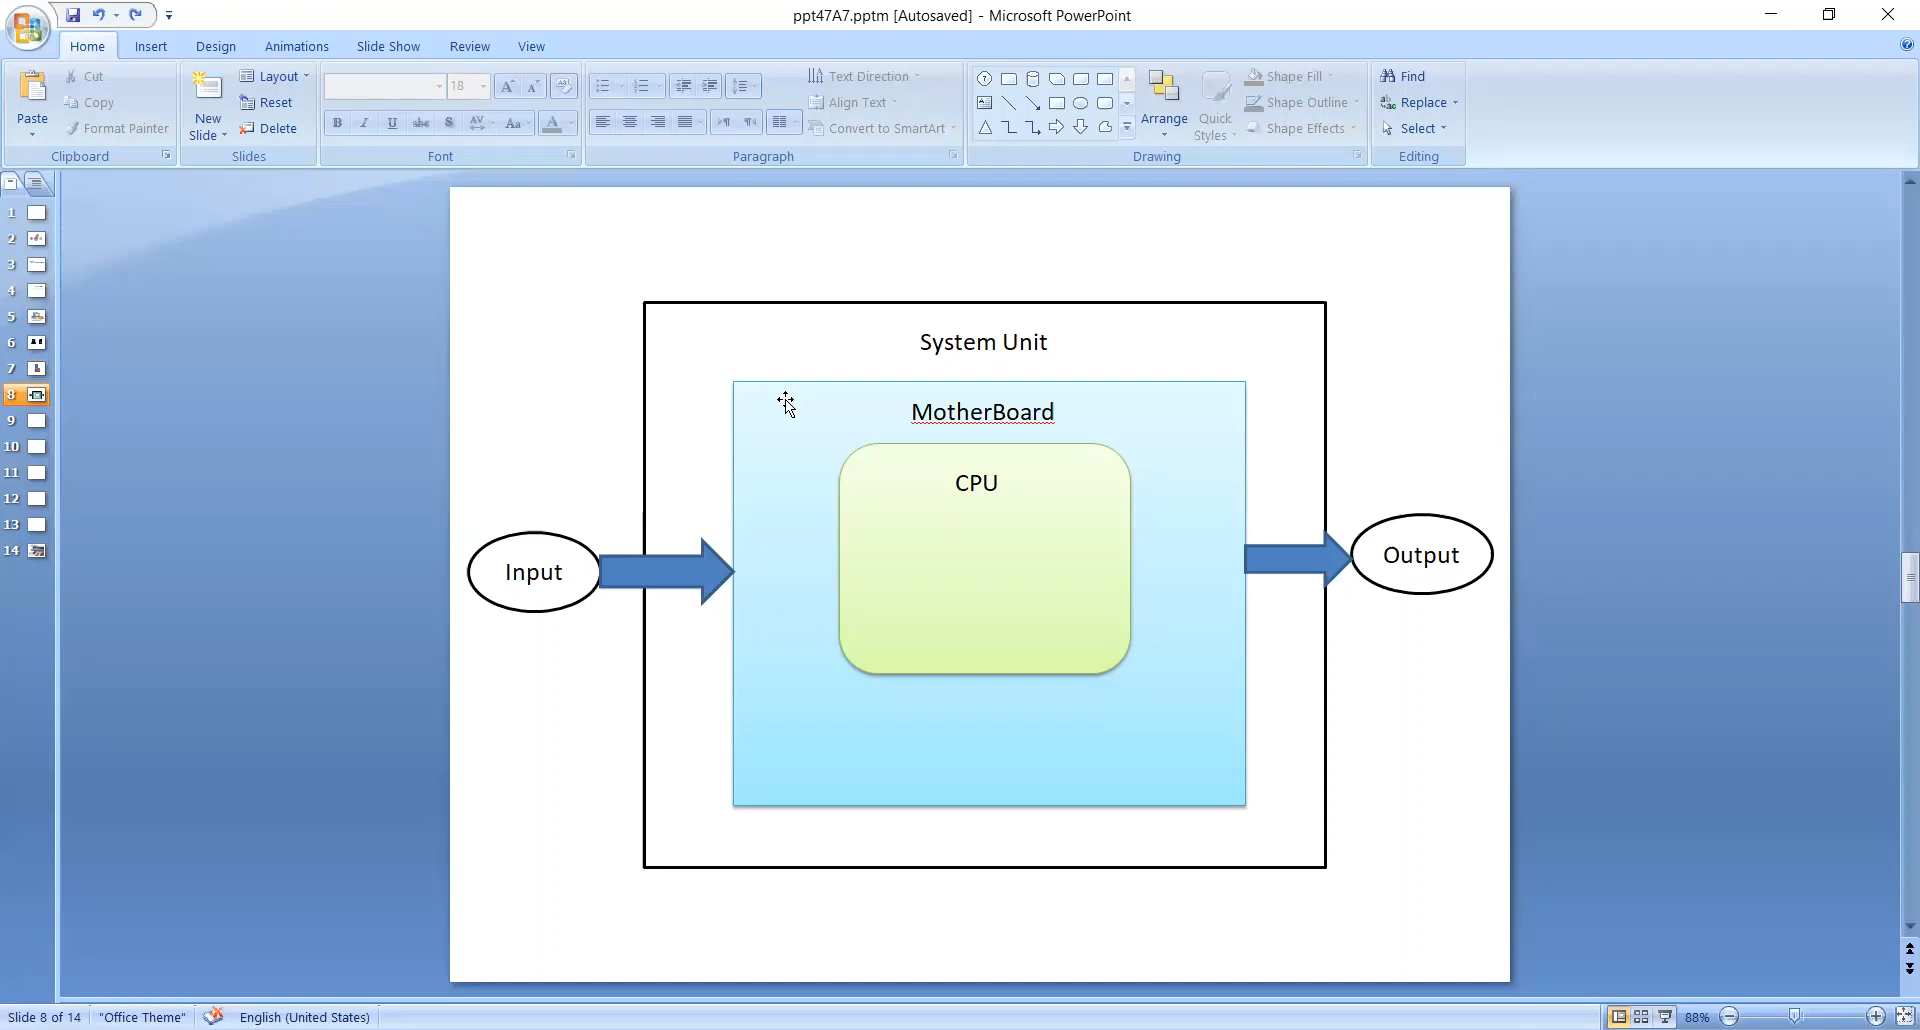 ppt47A7.pptm [Autosaved] - Microsoft PowerPoint
Home Insert Design Animations Slide Show Review View
Paste
Cut
Copy
Format Painter
Clipboard
New
Slide
Layout
Reset
Delete
Slides
18
B I U abc S AV Aa A
Font
Paragraph
Text Direction
Align Text
Convert to SmartArt
Arrange
Quick
Styles
Shape Fill
Shape Outline
Shape Effects
Drawing
Find
Replace
Select
Editing
1
2
3
4
5
6
7
8
9
10
11
12
13
14
System Unit
MotherBoard
CPU
Input
Output
Slide 8 of 14 "Office Theme" English (United States) 88%